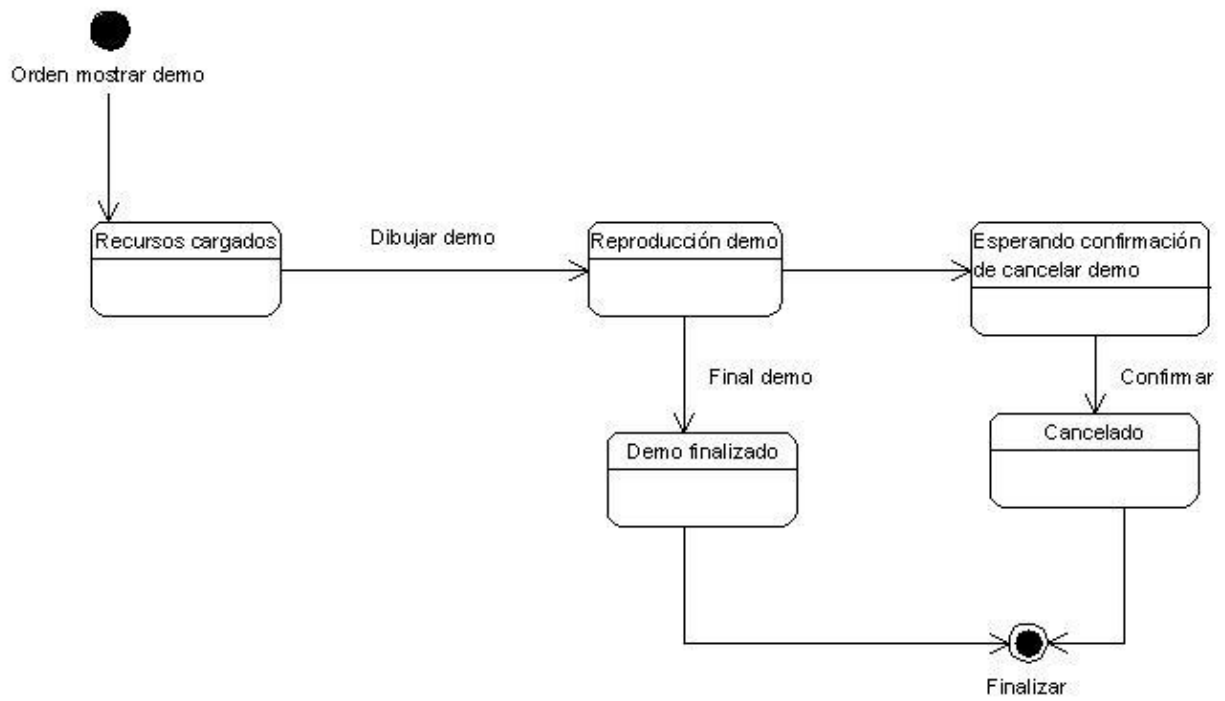 Orden mostrar demo
Recursos cargados
Dibujar demo
Reproducción demo
Esperando confirmación
de cancelar demo
Final demo
Confirmar
Demo finalizado
Cancelado
Finalizar